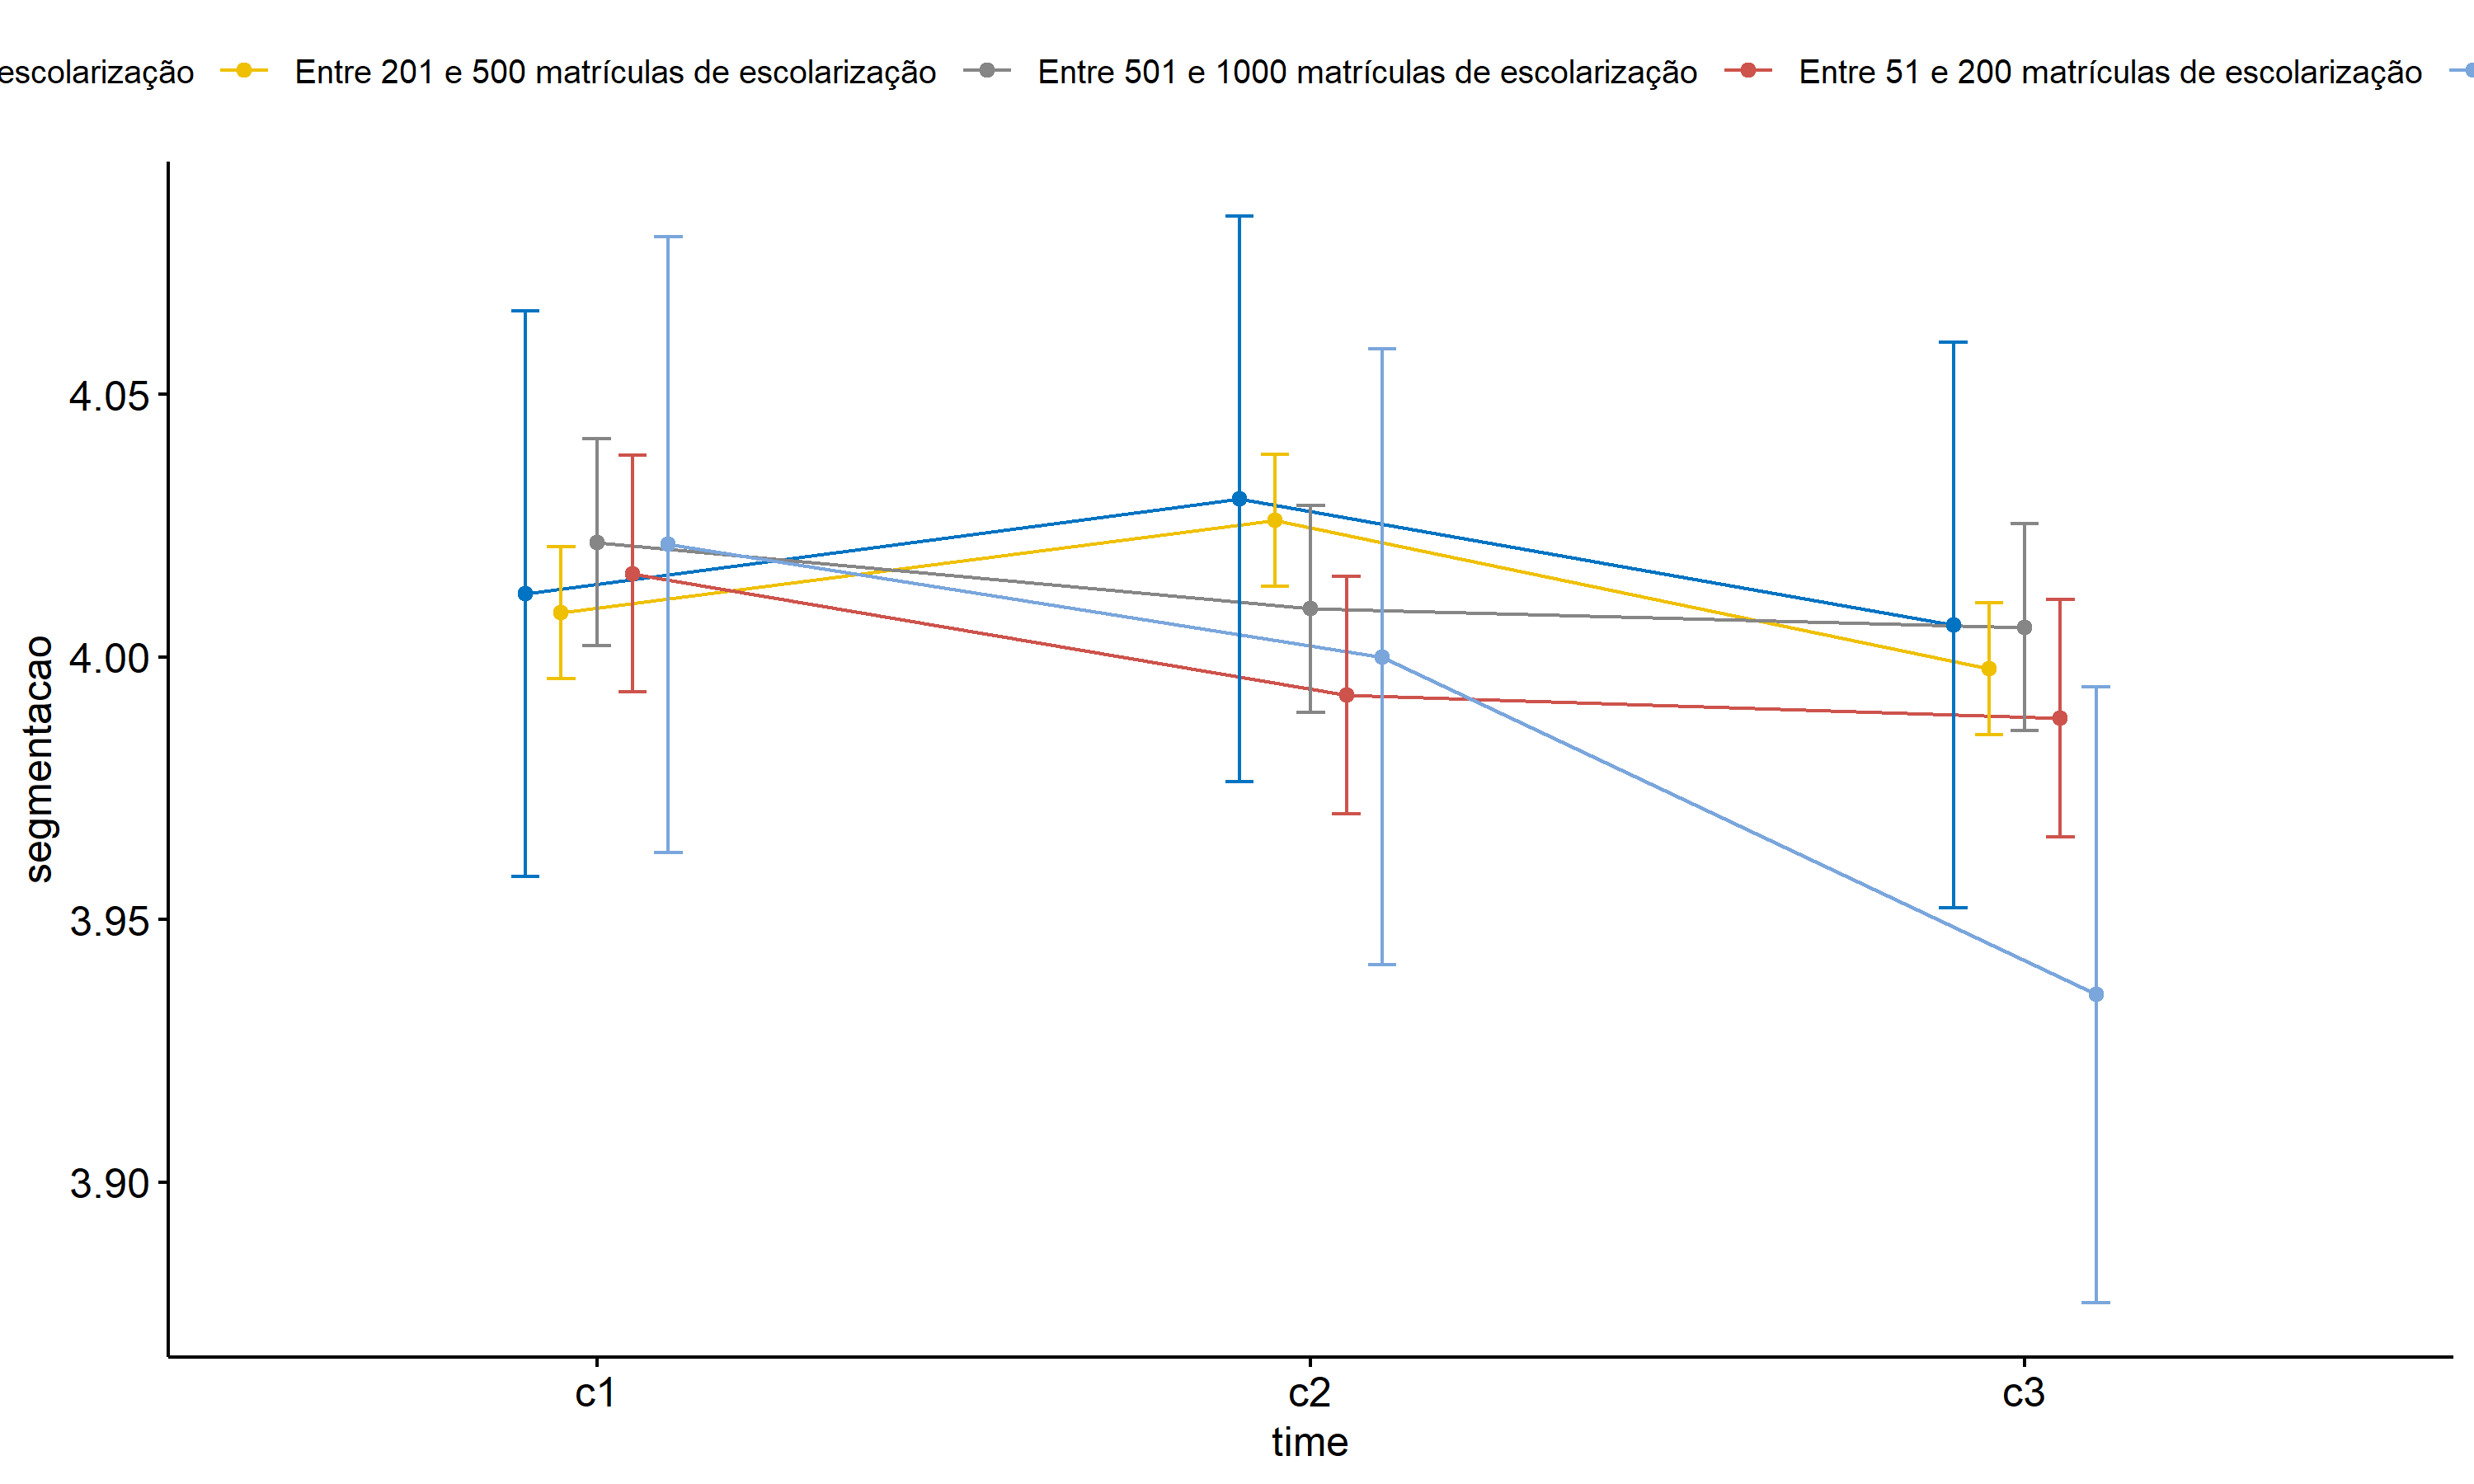 escolarização Entre 201 e 500 matrículas de escolarização Entre 501 e 1000 matrículas de escolarização Entre 51 e 200 matrículas de escolarização
4.05
4.00
3.95
3.90
segmentacao
c1 c2 c3
time